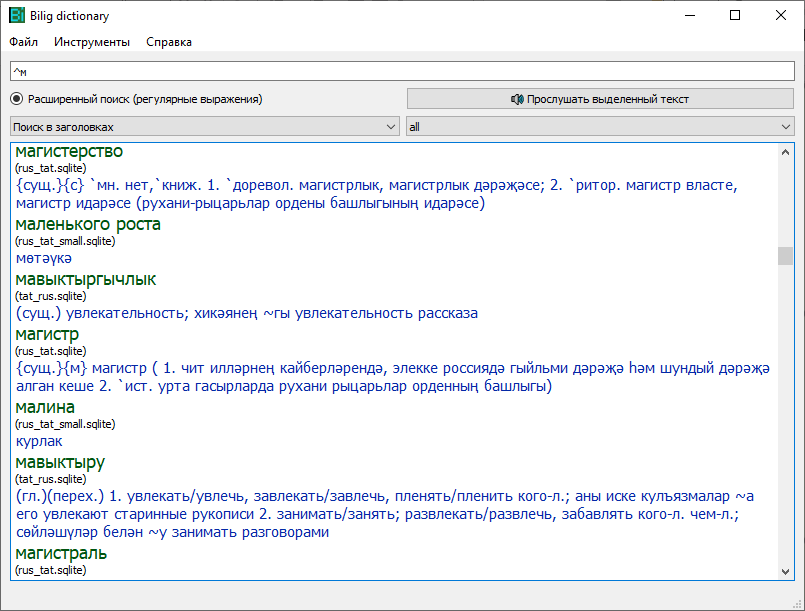 Bilig dictionary
Файл Инструменты Справка
^м
Расширенный поиск (регулярные выражения) Прослушать выделенный текст
Поиск в заголовках all
магистерство
(rus_tat.sqlite)
{сущ.}{с} `мн. нет,`книж. 1. `доревол. магистрлык, магистрлык дәрәҗәсе; 2. `ритор. магистр власте,
магистр идарәсе (рухани-рыцарьлар ордены башлыгының идарәсе)
маленького роста
(rus_tat_small.sqlite)
мөтәүкә
мавыктыргычлык
(tat_rus.sqlite)
(сущ.) увлекательность; хикәянең ~гы увлекательность рассказа
магистр
(rus_tat.sqlite)
{сущ.}{м} магистр ( 1. чит илләрнең кайберләрендә, элекке россиядә гыйльми дәрәҗә һәм шундый дәрәҗә
алган кеше 2. `ист. урта гасырларда рухани рыцарьлар орденның башлыгы)
малина
(rus_tat_small.sqlite)
курлак
мавыктыру
(tat_rus.sqlite)
(гл.)(перех.) 1. увлекать/увлечь, завлекать/завлечь, пленять/пленить кого-л.; аны иске кулъязмалар ~а
его увлекают старинные рукописи 2. занимать/занять; развлекать/развлечь, забавлять кого-л. чем-л.;
сөйләшүләр белән ~у занимать разговорами
магистраль
(rus_tat.sqlite)